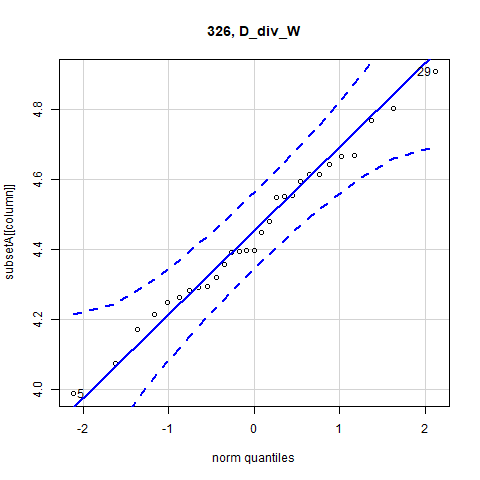 326, D_div_W
subsetA[[column]]
4.8
4.6
4.4
4.2
4.0
29
5
-2 -1 0 1 2
norm quantiles